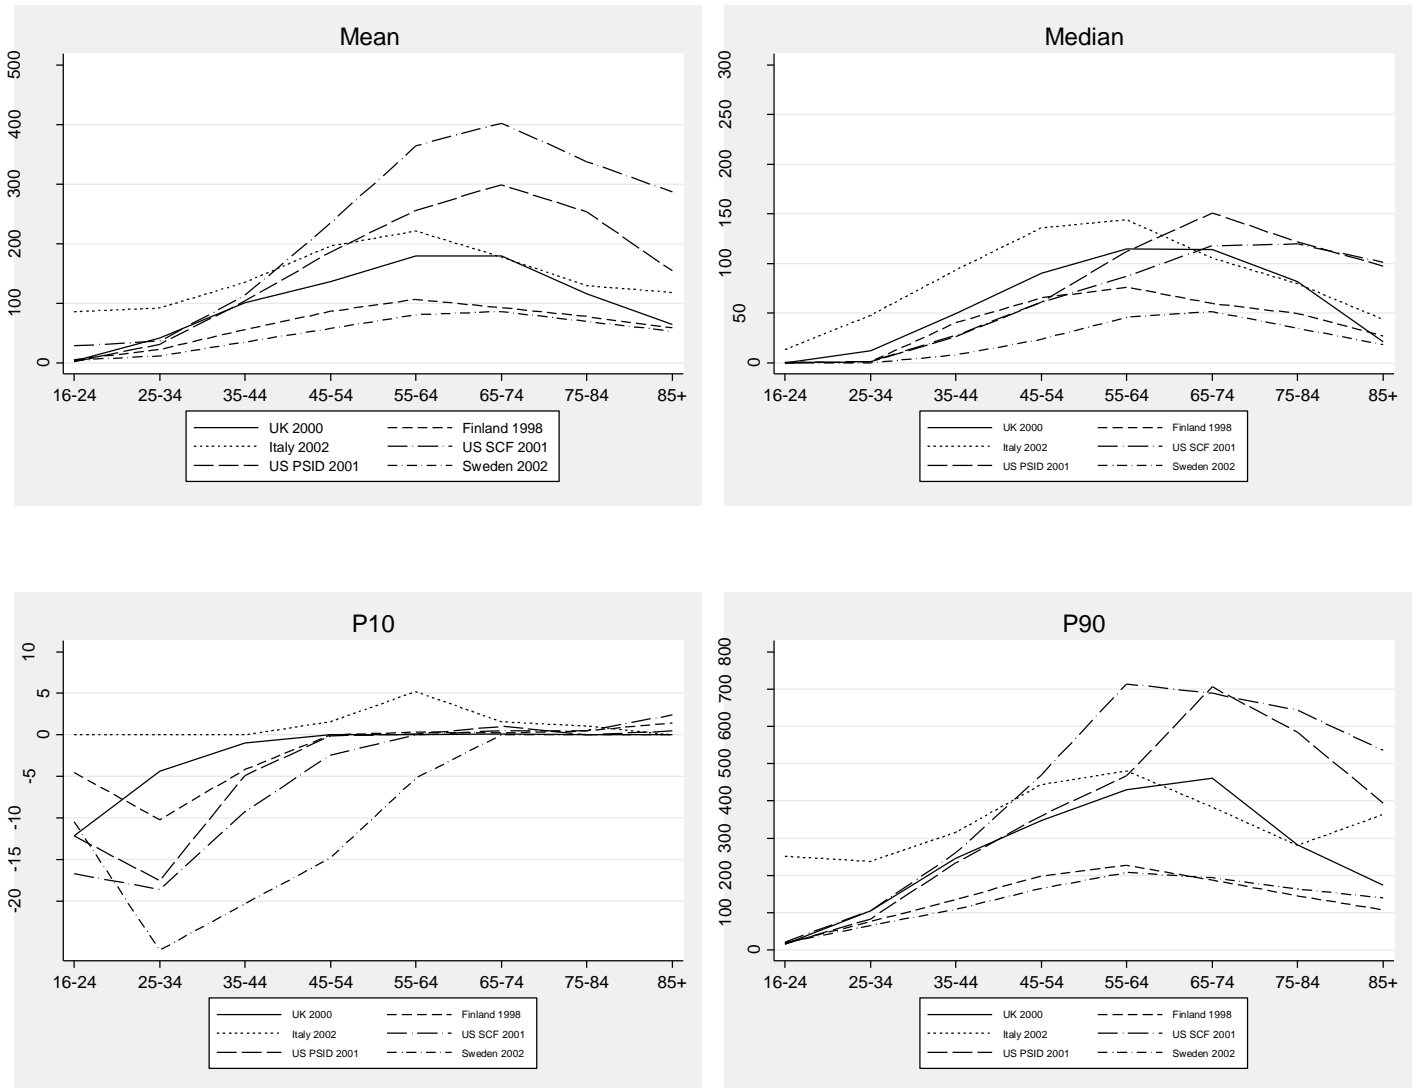 Mean
500
400
300
200
100
0
16-24 25-34 35-44 45-54 55-64 65-74 75-84 85+
UK 2000 Finland 1998
Italy 2002 US SCF 2001
US PSID 2001 Sweden 2002
Median
300
250
200
150
100
50
0
16-24 25-34 35-44 45-54 55-64 65-74 75-84 85+
UK 2000 Finland 1998
Italy 2002 US SCF 2001
US PSID 2001 Sweden 2002
P10
10
5
0
-5
-10
-15
-20
16-24 25-34 35-44 45-54 55-64 65-74 75-84 85+
UK 2000 Finland 1998
Italy 2002 US SCF 2001
US PSID 2001 Sweden 2002
P90
800
700
600
500
400
300
200
100
0
16-24 25-34 35-44 45-54 55-64 65-74 75-84 85+
UK 2000 Finland 1998
Italy 2002 US SCF 2001
US PSID 2001 Sweden 2002